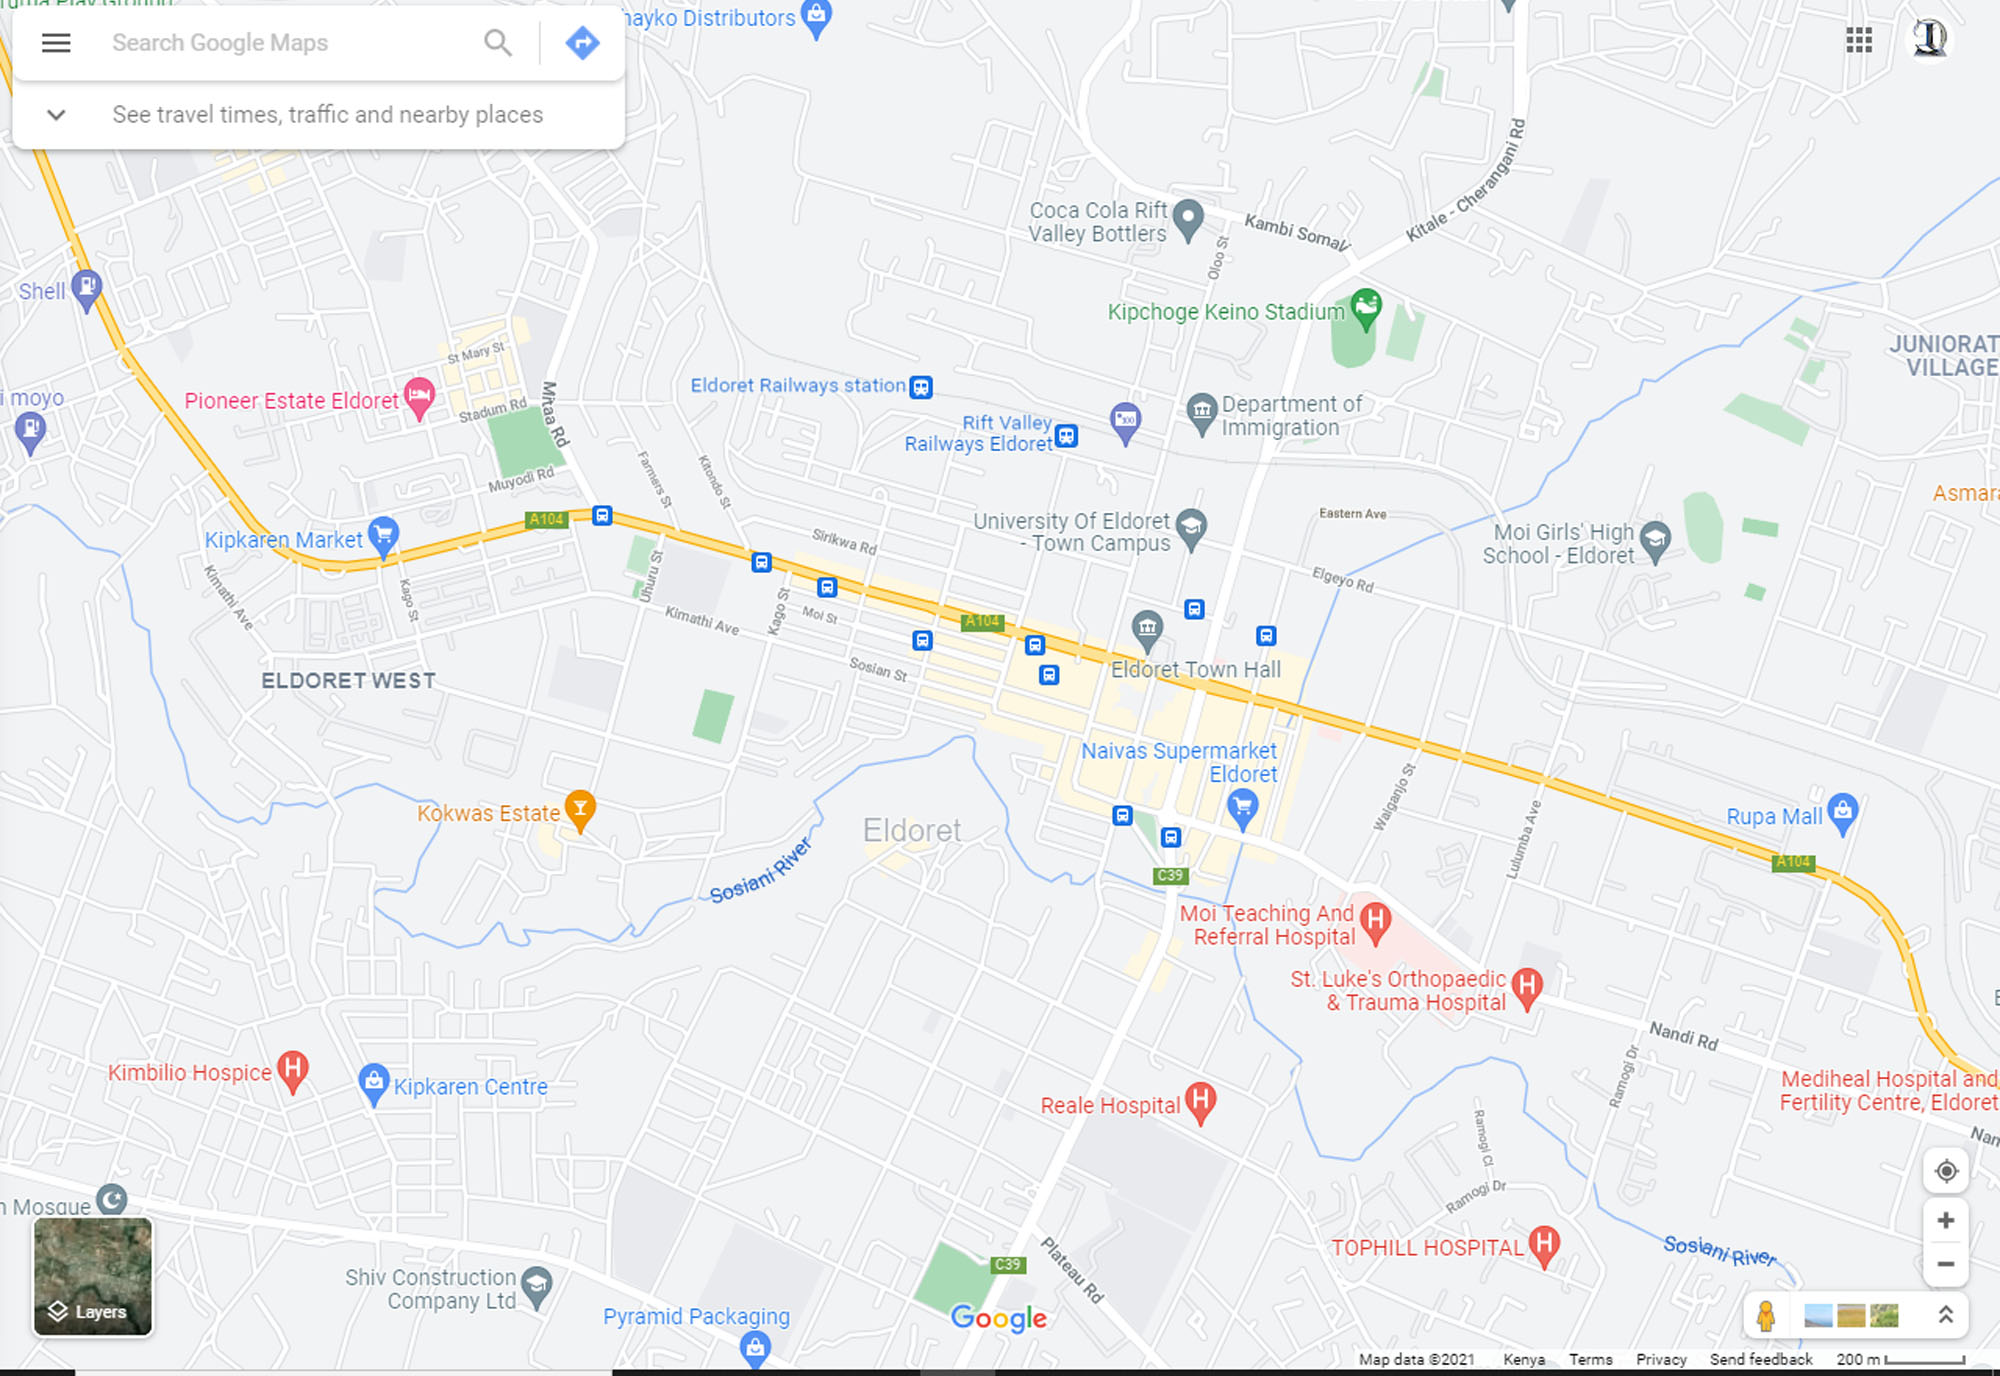 hayko Distributors
Search Google Maps
See travel times, traffic and nearby places
Kitale - Cherangani Rd
Coca Cola Rift
Valley Bottlers
Kambi Somali
Oloo St
Shell
Kipchoge Keino Stadium
JUNIORAT
VILLAGE
St Mary St
Eldoret Railways station
Pioneer Estate Eldoret
Stadum Rd
Mitaa Rd
i moyo
Rift Valley
Railways Eldoret
100
Department of
Immigration
Muyodi Rd
Farmers St
Kitondo St
Asmara
A104
University Of Eldoret
- Town Campus
Eastern Ave
Moi Girls' High
School - Eldoret
Kipkaren Market
Sirikwa Rd
Kimathi Ave
Kago St
Uhuru St
Elgeyo Rd
Kimathi Ave
Kago St
Moi St
A104
ELDORET WEST
Sosian St
Eldoret Town Hall
Naivas Supermarket
Eldoret
Waiganjo St
Lulumba Ave
Kokwas Estate
Eldoret
Sosiani River
Rupa Mall
A104
C39
Moi Teaching And
Referral Hospital
St. Luke's Orthopaedic
& Trauma Hospital
Nandi Rd
Ramogi Dr
Kimbilio Hospice
Kipkaren Centre
Reale Hospital
Mediheal Hospital and
Fertility Centre, Eldoret
Nan
Ramogi Cl
Ramogi Dr
n Mosque
Plateau Rd
C39
TOPHILL HOSPITAL
Sosiani River
Shiv Construction
Company Ltd
Layers
Pyramid Packaging
Google
Map data ©2021
Kenya
Terms
Privacy
Send feedback
200 m